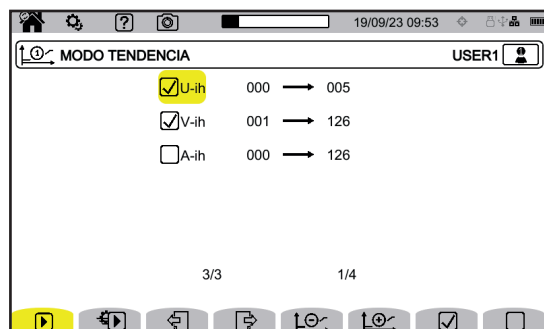 ? 19/09/23 09:53
1 MODO TENDENCIA USER1
U-ih 000 → 005
V-ih 001 → 126
A-ih 000 → 126
3/3 1/4